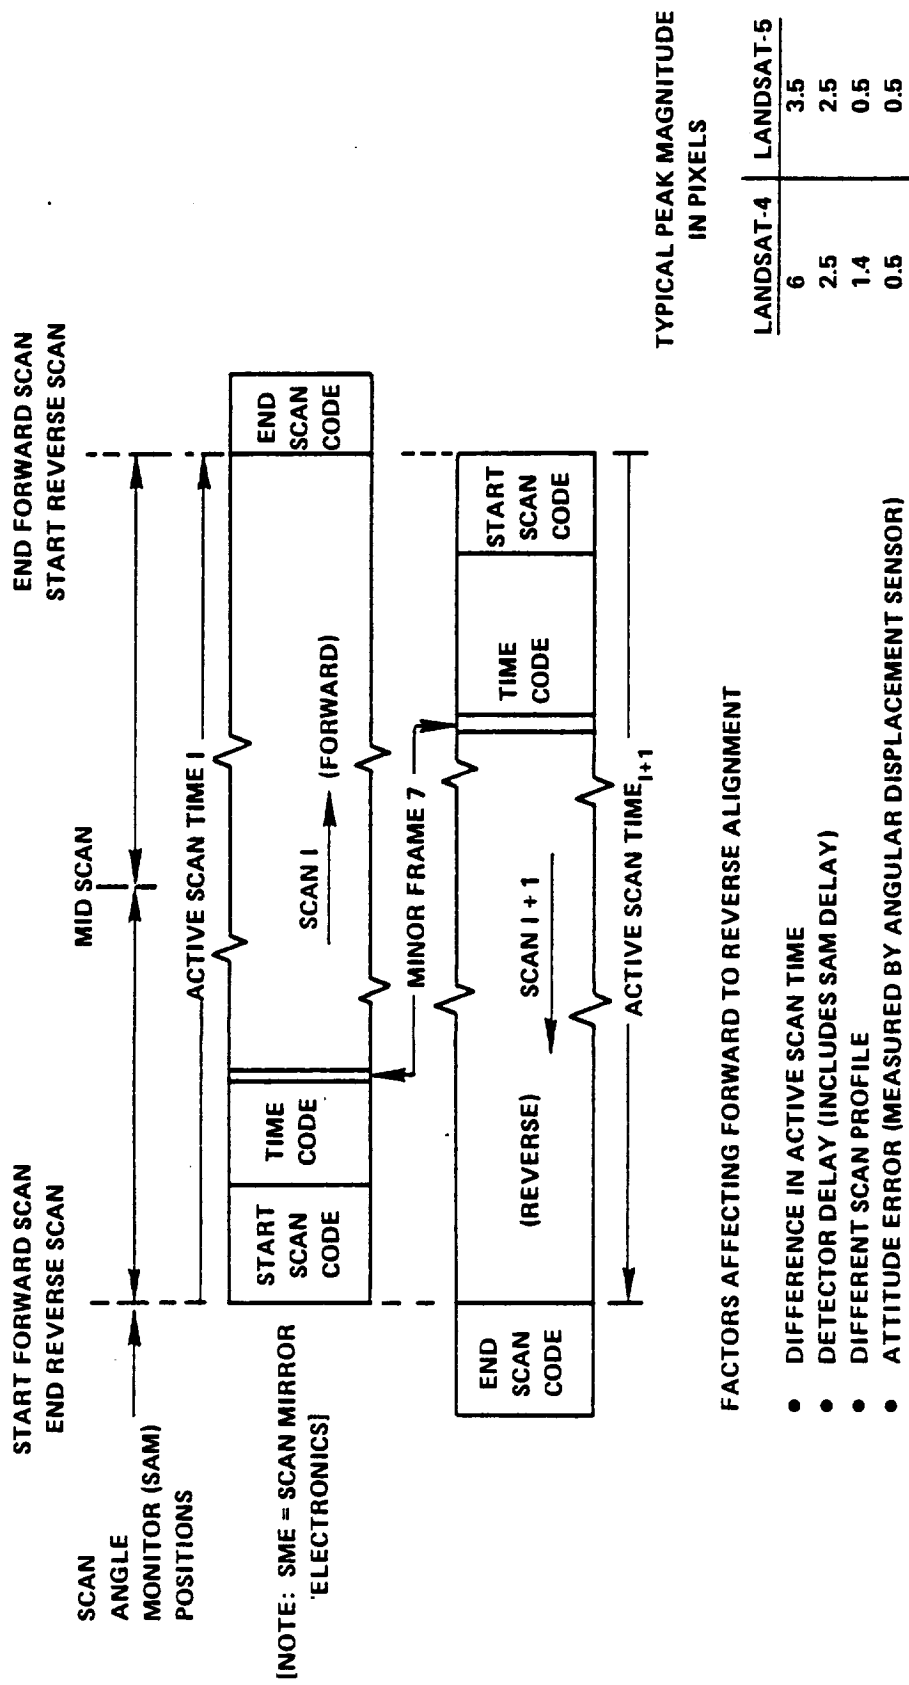 START FORWARD SCAN
END REVERSE SCAN
MID SCAN
END FORWARD SCAN
START REVERSE SCAN
SCAN
ANGLE
MONITOR (SAM)
POSITIONS
ACTIVE SCAN TIME I
[NOTE: SME = SCAN MIRROR
ELECTRONICS]
START
SCAN
CODE
TIME
CODE
SCAN I
(FORWARD)
END
SCAN
CODE
MINOR FRAME 7
END
SCAN
CODE
(REVERSE)
SCAN I + 1
TIME
CODE
START
SCAN
CODE
ACTIVE SCAN TIME I+1
FACTORS AFFECTING FORWARD TO REVERSE ALIGNMENT
TYPICAL PEAK MAGNITUDE
IN PIXELS
LANDSAT-4 LANDSAT-5
● DIFFERENCE IN ACTIVE SCAN TIME 6 3.5
● DETECTOR DELAY (INCLUDES SAM DELAY) 2.5 2.5
● DIFFERENT SCAN PROFILE 1.4 0.5
● ATTITUDE ERROR (MEASURED BY ANGULAR DISPLACEMENT SENSOR) 0.5 0.5